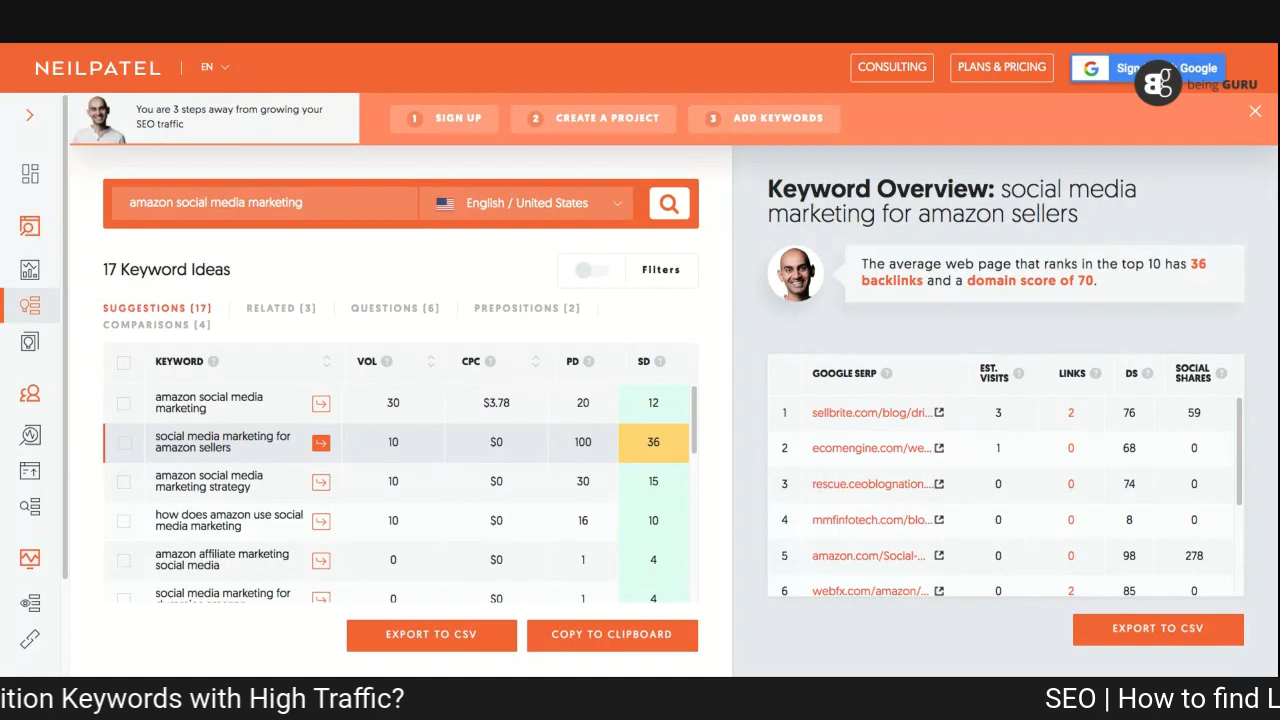 NEILPATEL
EN
CONSULTING
PLANS & PRICING
Google
being GURU
You are 3 steps away from growing your
SEO traffic
1 SIGN UP
2 CREATE A PROJECT
3 ADD KEYWORDS
amazon social media marketing
English / United States
17 Keyword Ideas
Filters
SUGGESTIONS (17)
RELATED (3)
QUESTIONS (6)
PREPOSITIONS (2)
COMPARISONS (4)
KEYWORD VOL CPC PD SD
amazon social media
marketing
30 $3.78 20 12
social media marketing for
amazon sellers
10 $0 100 36
amazon social media
marketing strategy
10 $0 30 15
how does amazon use social
media marketing
10 $0 16 10
amazon affiliate marketing
social media
0 $0 1 4
social media marketing for
0 $0 1 4
EXPORT TO CSV
COPY TO CLIPBOARD
Keyword Overview: social media
marketing for amazon sellers
The average web page that ranks in the top 10 has 36
backlinks and a domain score of 70.
GOOGLE SERP EST. VISITS LINKS DS SOCIAL SHARES
1 sellbrite.com/blog/dri... 3 2 76 59
2 ecomengine.com/we... 1 0 68 0
3 rescue.ceoblognation.... 0 0 74 0
4 mmfinfotech.com/blo... 0 0 8 0
5 amazon.com/Social-... 0 0 98 278
6 webfx.com/amazon/... 0 2 85 0
EXPORT TO CSV
ition Keywords with High Traffic?
SEO | How to find L